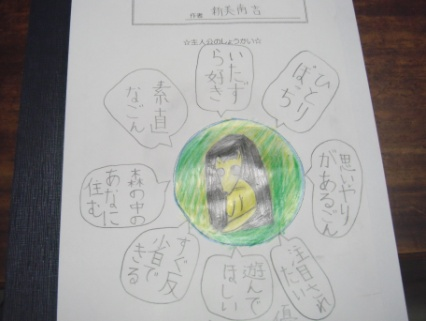 作者 新美南吉
☆主人公のしょうかい☆
ひとり
ぼっち
いたずら
好き
素直
なごん
思いやり
があるごん
森の中の
あなに
住む
注目され
たい
遊んで
ほしい
すぐ反
省で
きる